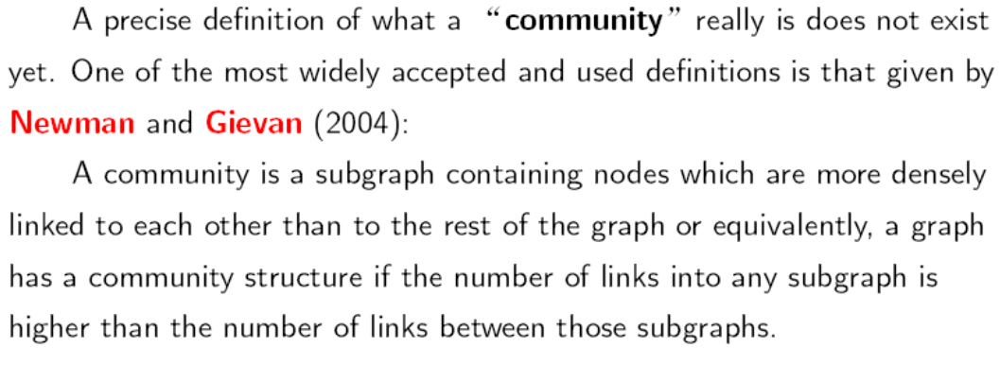 A precise definition of what a “community” really is does not exist
yet. One of the most widely accepted and used definitions is that given by
Newman and Gievan (2004):
A community is a subgraph containing nodes which are more densely
linked to each other than to the rest of the graph or equivalently, a graph
has a community structure if the number of links into any subgraph is
higher than the number of links between those subgraphs.